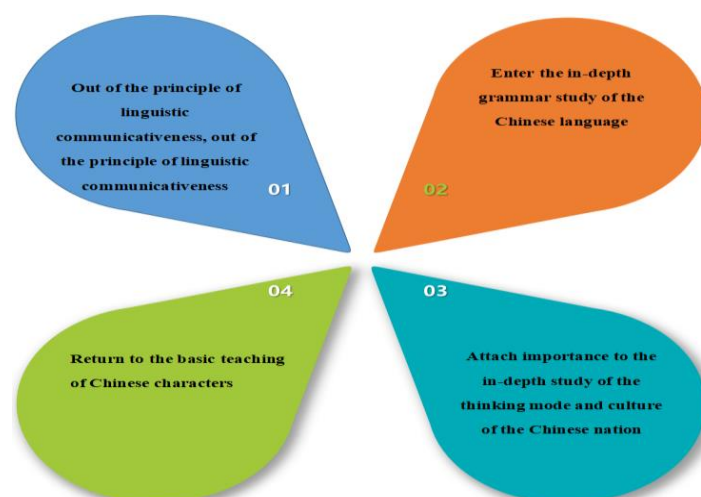 Out of the principle of
linguistic
communicativeness, out of
the principle of linguistic
communicativeness
01
Enter the in-depth
grammar study of the
Chinese language
02
03
Attach importance to the
in-depth study of the
thinking mode and culture
of the Chinese nation
04
Return to the basic teaching
of Chinese characters